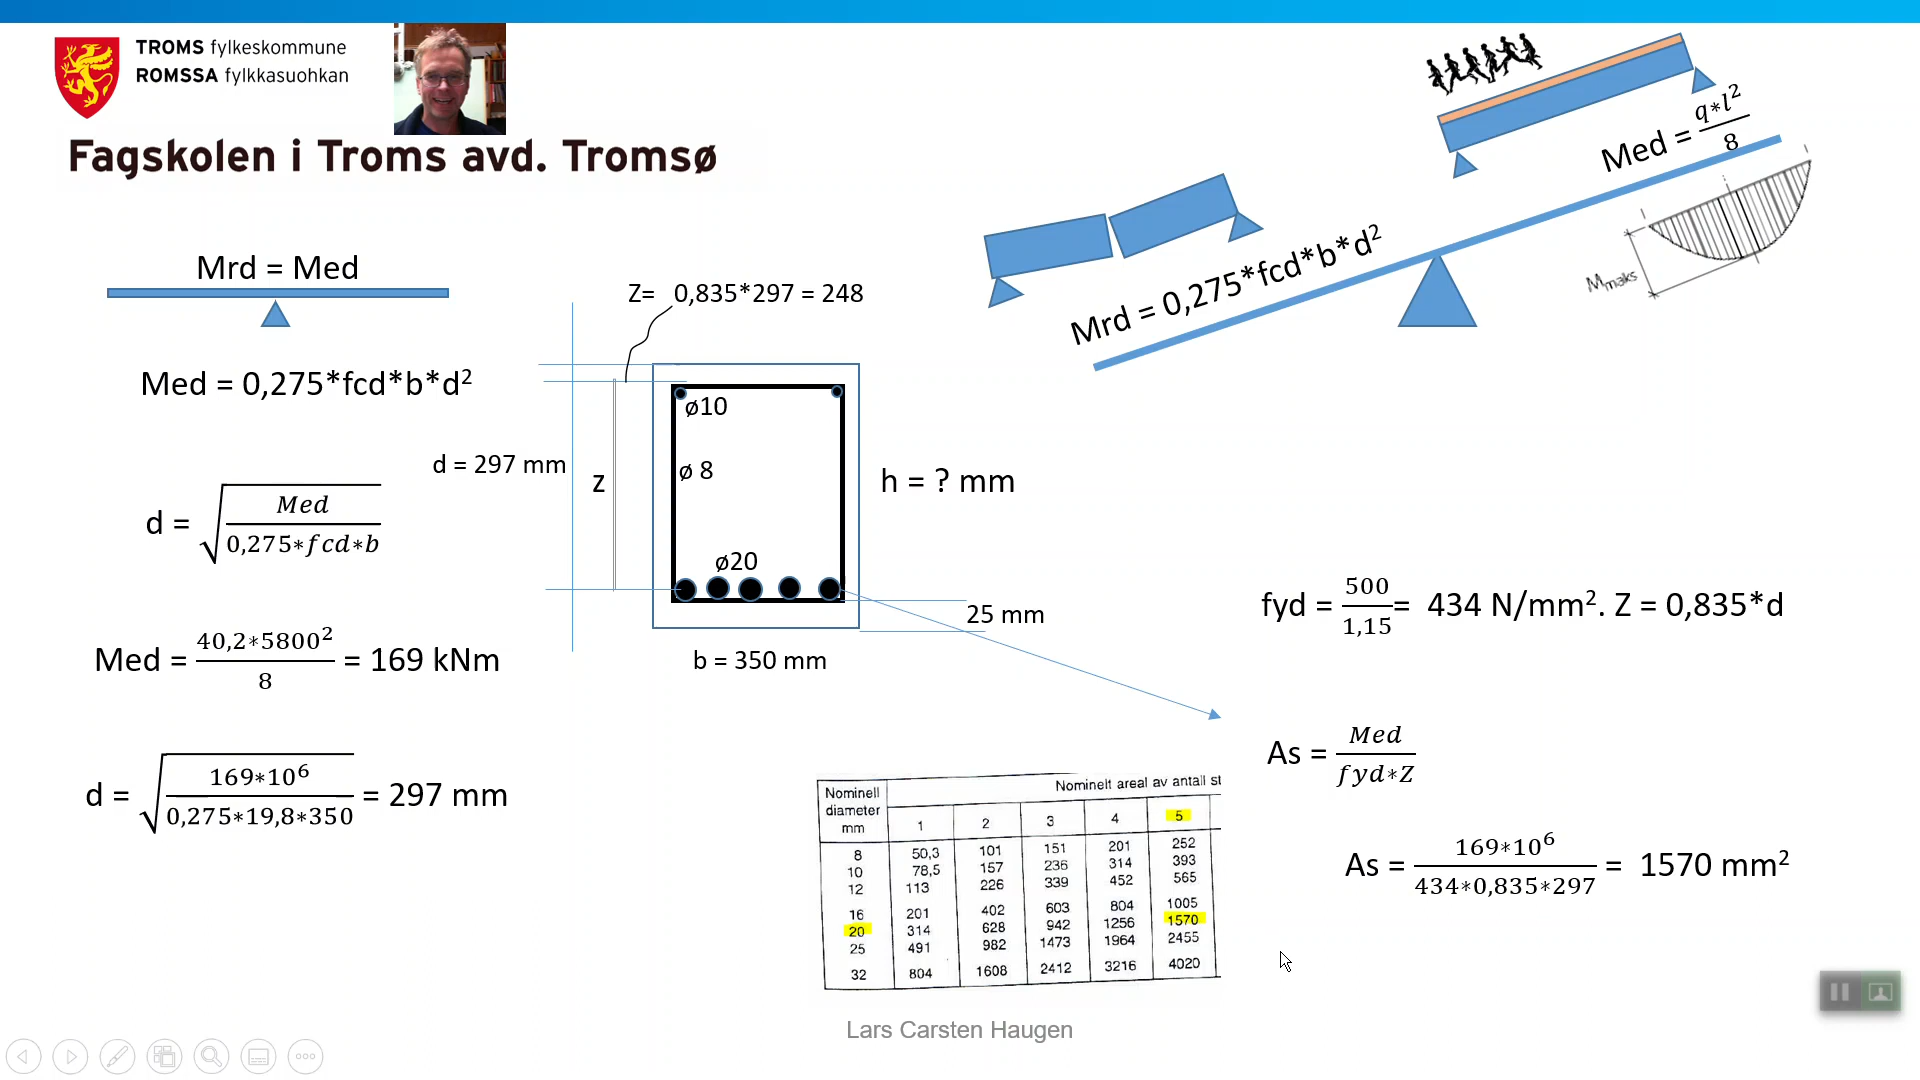 TROMS fylkeskommune
ROMSSA fylkkasuohkan
Fagskolen i Troms avd. Tromsø
Mrd = Med
Med = 0,275*fcd*b*d²
d = √(Med / 0,275*fcd*b)
Med = 40,2*5800² / 8 = 169 kNm
d = √(169*10⁶ / 0,275*19,8*350) = 297 mm
Z= 0,835*297 = 248
ø10
d = 297 mm
z
ø 8
h = ? mm
ø20
25 mm
b = 350 mm
Mrd = 0,275*fcd*b*d²
Med = q*l² / 8
Mmaks
fyd = 500 / 1,15 = 434 N/mm². Z = 0,835*d
As = Med / fyd*Z
As = 169*10⁶ / 434*0,835*297 = 1570 mm²
Nominell diameter mm
Nominelt areal av antall st
1 2 3 4 5
8 50,3 101 151 201 252
10 78,5 157 236 314 393
12 113 226 339 452 565
16 201 402 603 804 1005
20 314 628 942 1256 1570
25 491 982 1473 1964 2455
32 804 1608 2412 3216 4020
Lars Carsten Haugen